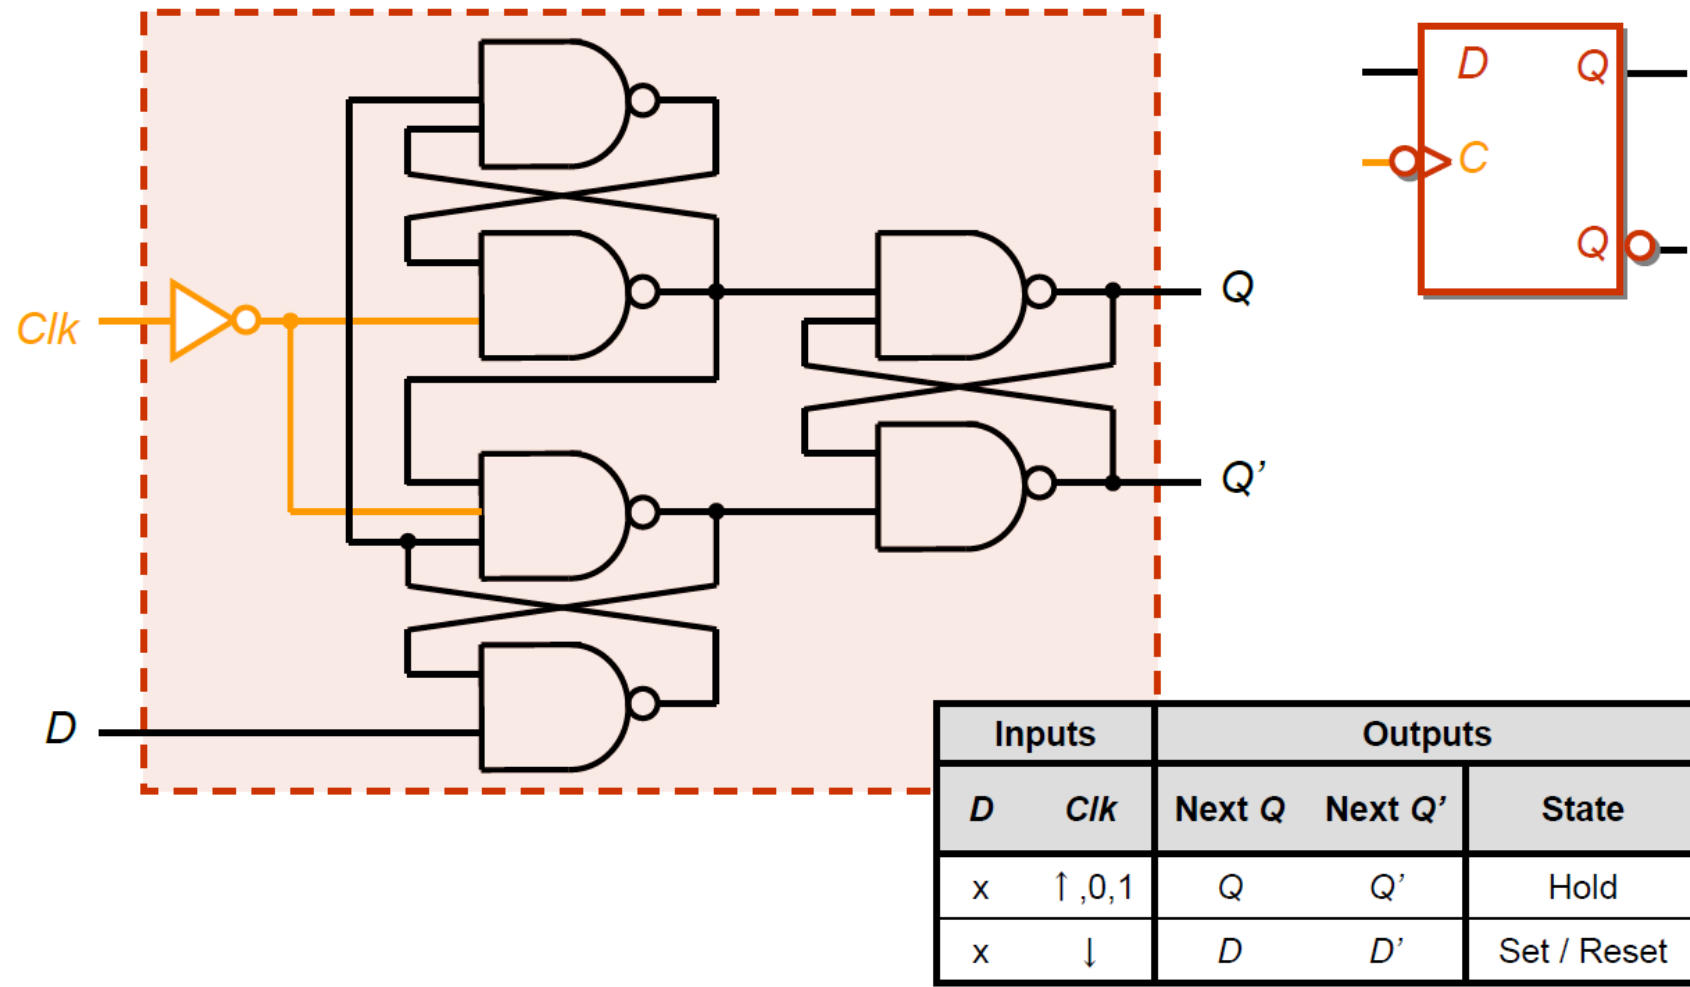 D Q
C
Q
Clk
Q
Q’
D
Inputs Outputs
D Clk Next Q Next Q’ State
x ↑,0,1 Q Q’ Hold
x ↓ D D’ Set / Reset